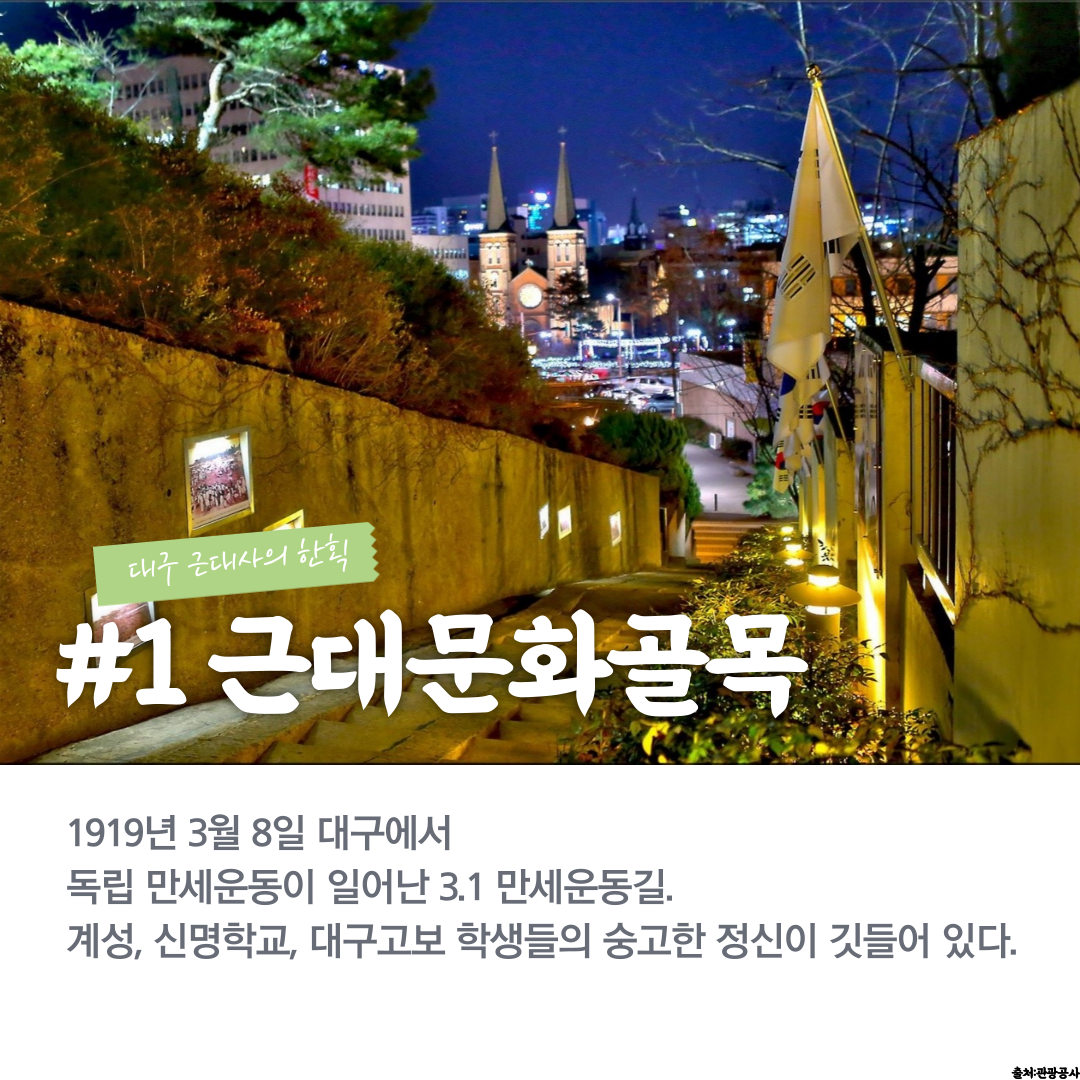 대구 근대사의 한획
#1 근대문화골목
1919년 3월 8일 대구에서
독립 만세운동이 일어난 3.1 만세운동길.
계성, 신명학교, 대구고보 학생들의 숭고한 정신이 깃들어 있다.
출처:관광공사